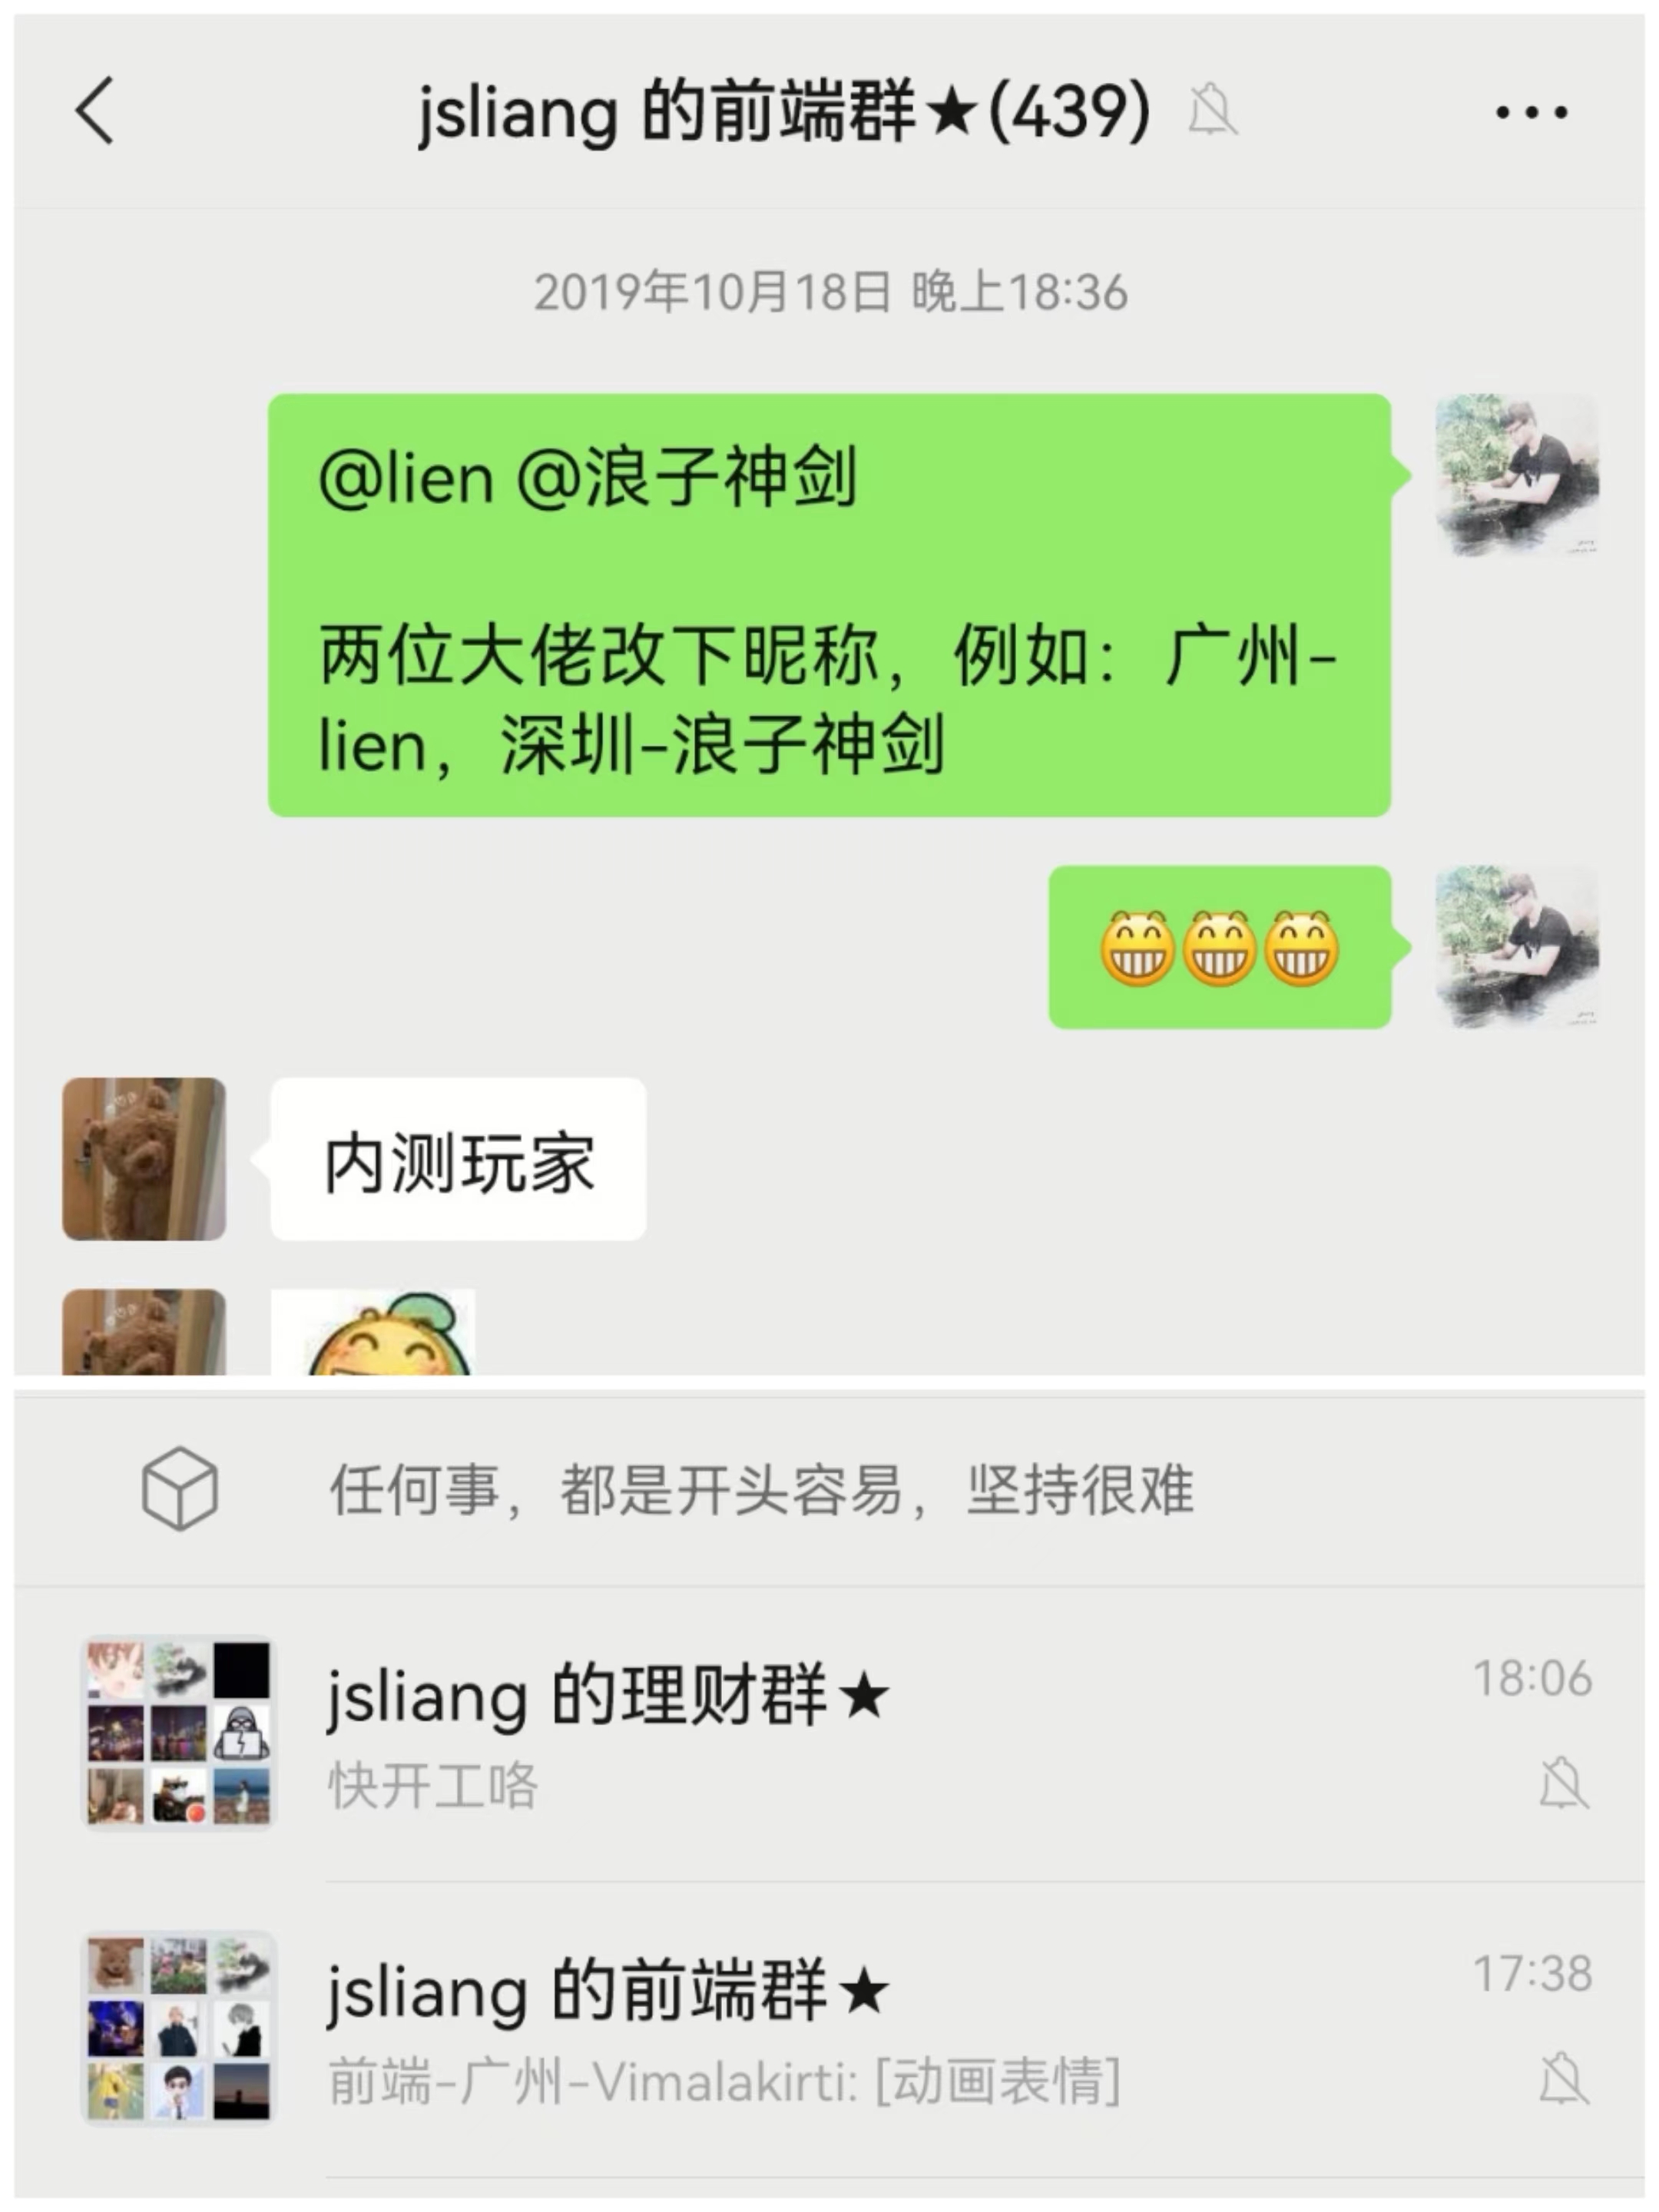 jsliang 的前端群★(439)
2019年10月18日 晚上18:36
@lien @浪子神剑
两位大佬改下昵称，例如：广州-
lien，深圳-浪子神剑
😁😁😁
内测玩家
任何事，都是开头容易，坚持很难
jsliang 的理财群★
18:06
快开工咯
jsliang 的前端群★
17:38
前端-广州-Vimalakirti: [动画表情]